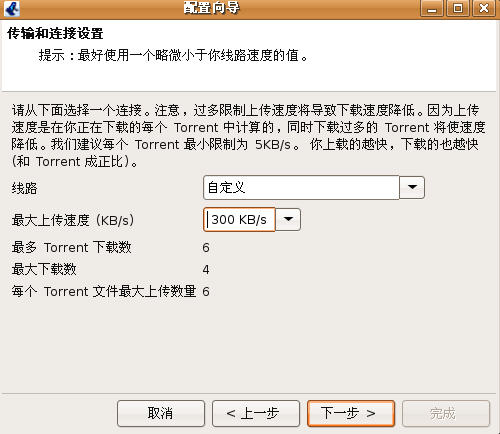 配置向导
传输和连接设置
提示：最好使用一个略微小于你线路速度的值。
请从下面选择一个连接。注意，过多限制上传速度将导致下载速度降低。因为上传
速度是在你正在下载的每个 Torrent 中计算的，同时下载过多的 Torrent 将使速度
降低。我们建议每个 Torrent 最小限制为 5KB/s。 你上载的越快，下载的也越快
(和 Torrent 成正比)。
线路 自定义
最大上传速度 (KB/s) 300 KB/s
最多 Torrent 下载数 6
最大下载数 4
每个 Torrent 文件最大上传数量 6
取消 < 上一步 下一步 > 完成